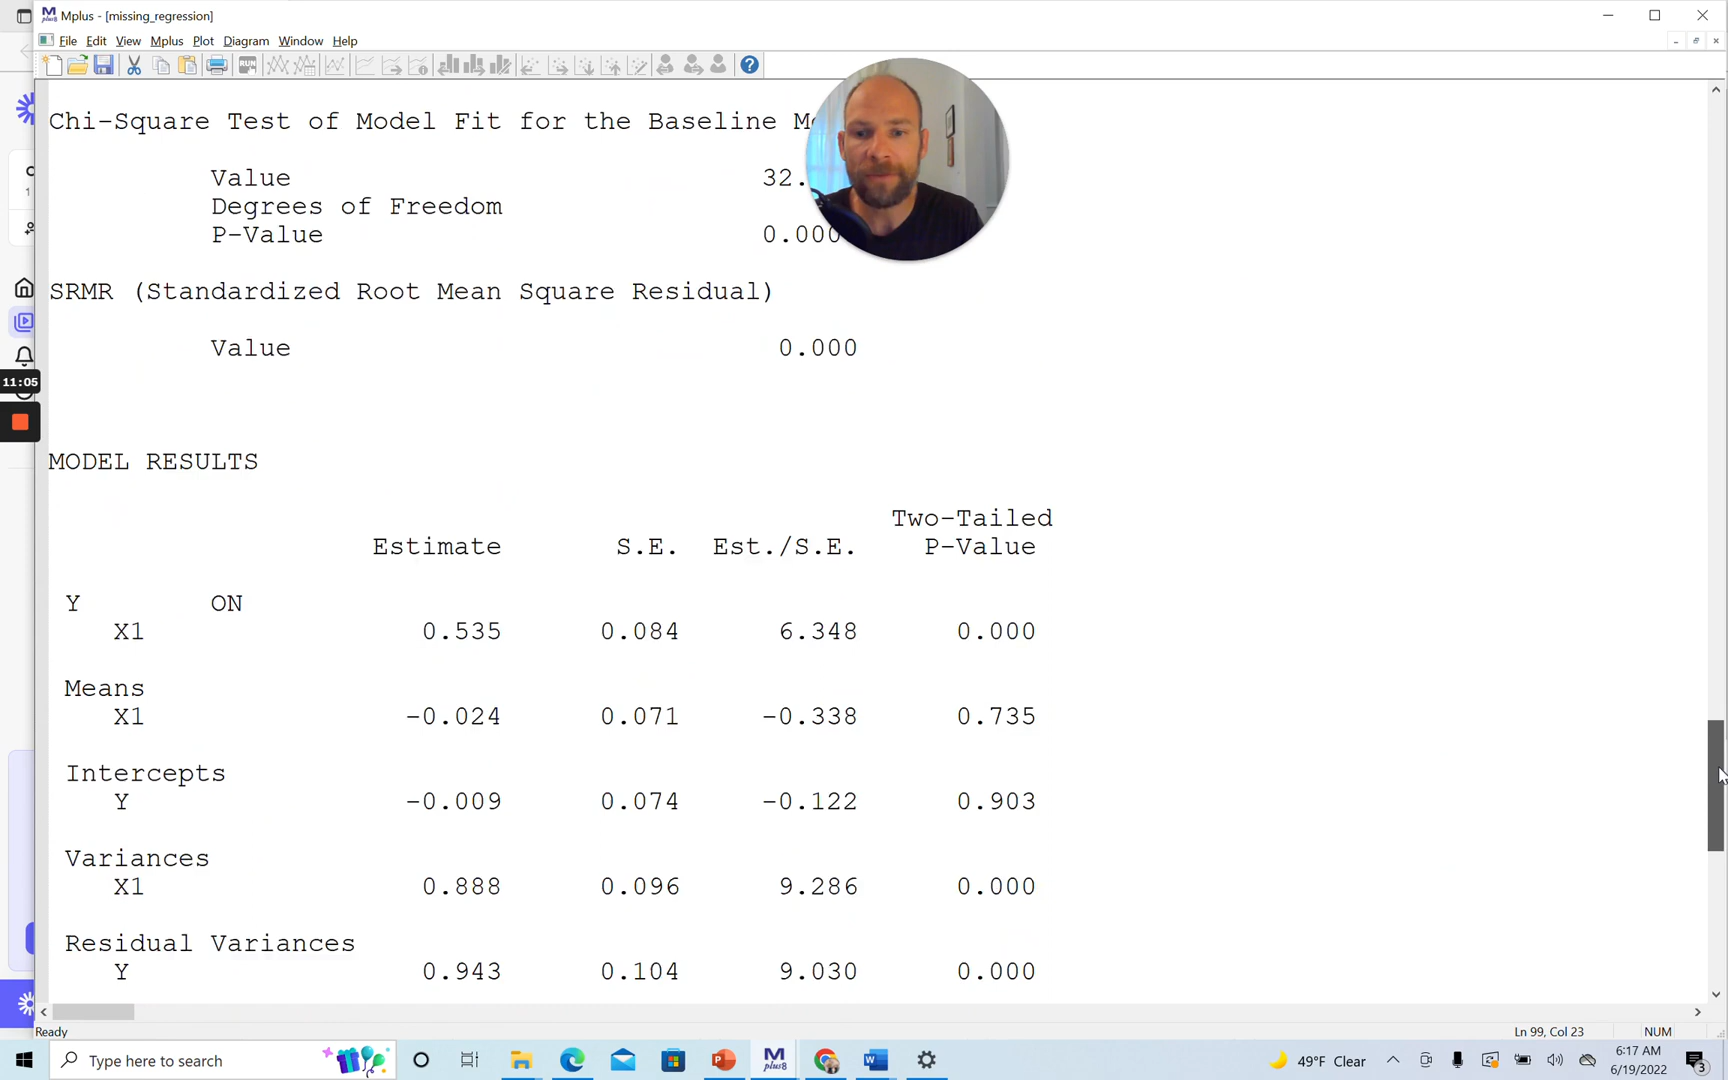 Mplus - [missing_regression]
File Edit View Mplus Plot Diagram Window Help
RUN
Chi-Square Test of Model Fit for the Baseline
Value 32.
Degrees of Freedom
P-Value 0.000
SRMR (Standardized Root Mean Square Residual)
Value 0.000
11:05
MODEL RESULTS
Two-Tailed
Estimate S.E. Est./S.E. P-Value
Y ON
X1 0.535 0.084 6.348 0.000
Means
X1 -0.024 0.071 -0.338 0.735
Intercepts
Y -0.009 0.074 -0.122 0.903
Variances
X1 0.888 0.096 9.286 0.000
Residual Variances
Y 0.943 0.104 9.030 0.000
Ready Ln 99, Col 23 NUM
Type here to search
49°F Clear
6:17 AM
6/19/2022
3